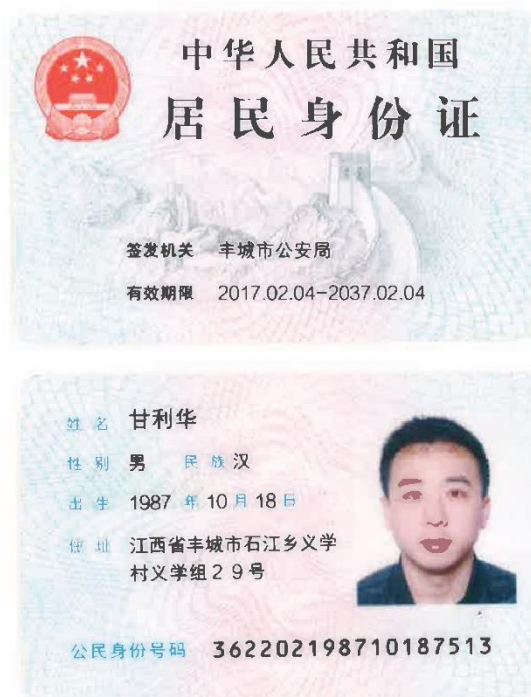 中华人民共和国
居民身份证
签发机关 丰城市公安局
有效期限 2017.02.04-2037.02.04
姓名 甘利华
性别 男 民族 汉
出生 1987 年 10 月 18 日
住址 江西省丰城市石江乡义学
村义学组29号
公民身份号码 362202198710187513